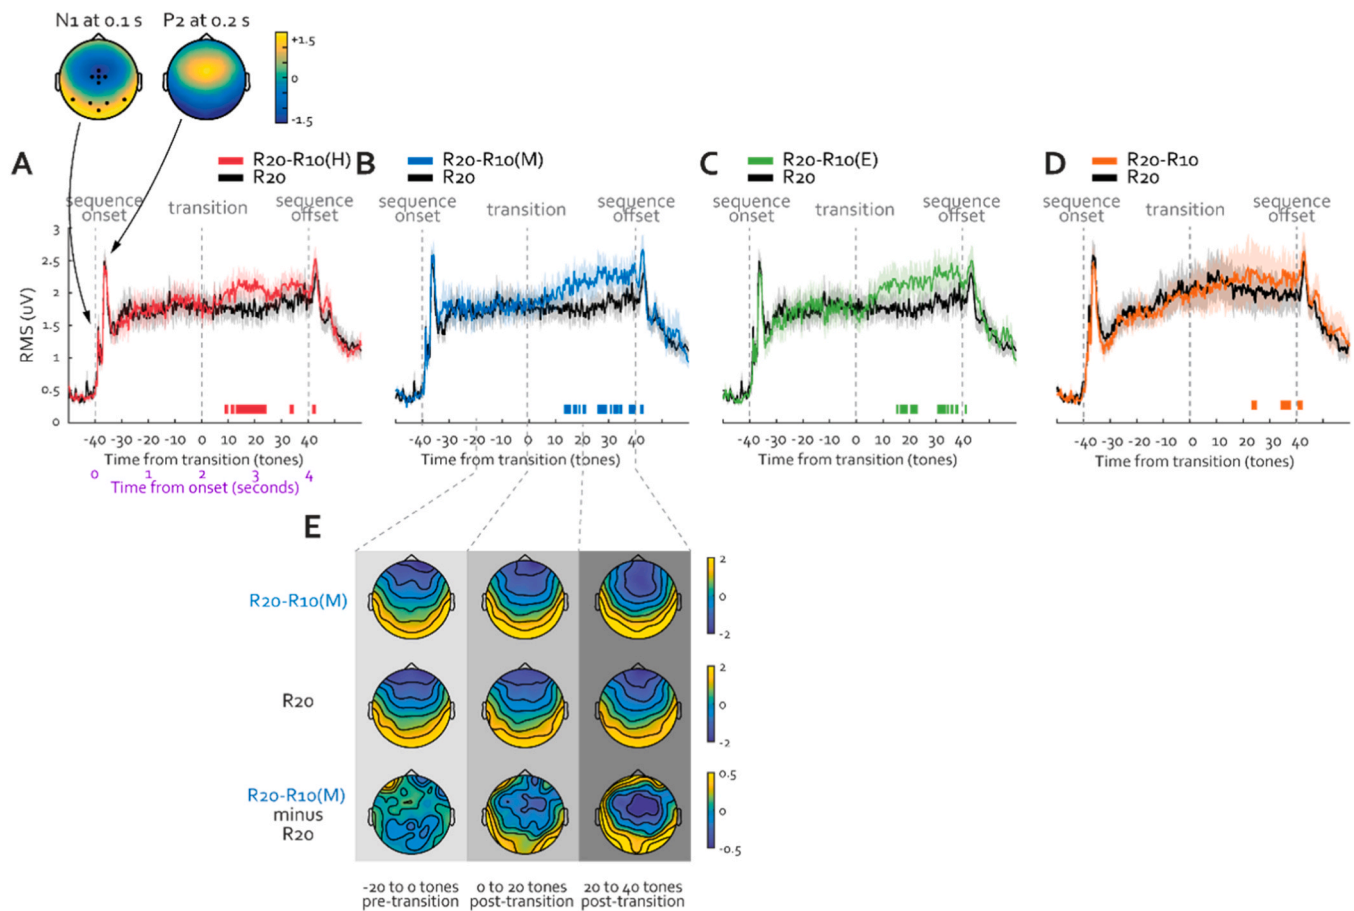 N1 at 0.1 s
P2 at 0.2 s
+1.5
0
-1.5
A
R20-R10(H)
R20
sequence onset
transition
sequence offset
B
R20-R10(M)
R20
sequence onset
transition
sequence offset
C
R20-R10(E)
R20
sequence onset
transition
sequence offset
D
R20-R10
R20
sequence onset
transition
sequence offset
RMS (uV)
3
2.5
2
1.5
1
0.5
0
-40 -30 -20 -10 0 10 20 30 40
Time from transition (tones)
0 1 2 3 4
Time from onset (seconds)
-40 -30 -20 -10 0 10 20 30 40
Time from transition (tones)
-40 -30 -20 -10 0 10 20 30 40
Time from transition (tones)
-40 -30 -20 -10 0 10 20 30 40
Time from transition (tones)
E
R20-R10(M)
2
0
-2
R20
2
0
-2
R20-R10(M)
minus
R20
0.5
0
-0.5
-20 to 0 tones
pre-transition
0 to 20 tones
post-transition
20 to 40 tones
post-transition